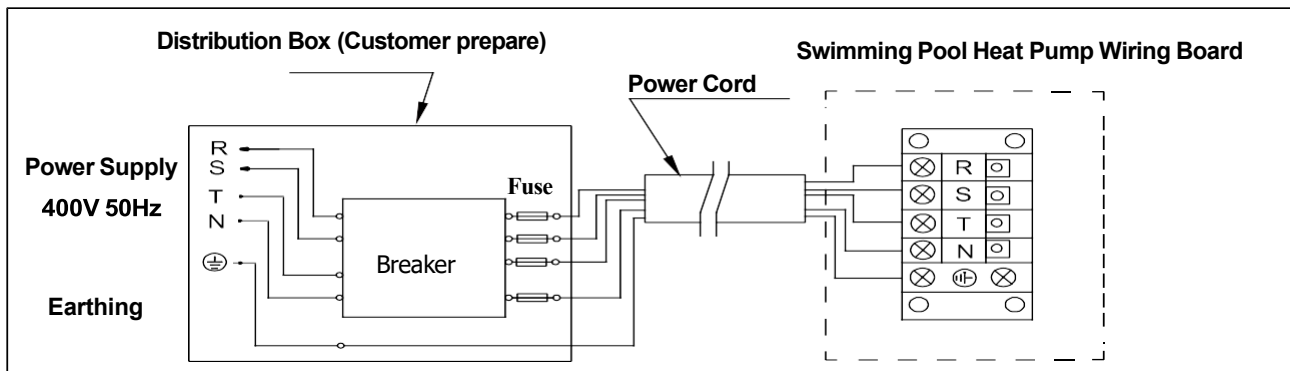 Distribution Box (Customer prepare)
Swimming Pool Heat Pump Wiring Board
Power Cord
Power Supply
400V 50Hz
Earthing
R
S
T
N
Breaker
Fuse
R
S
T
N